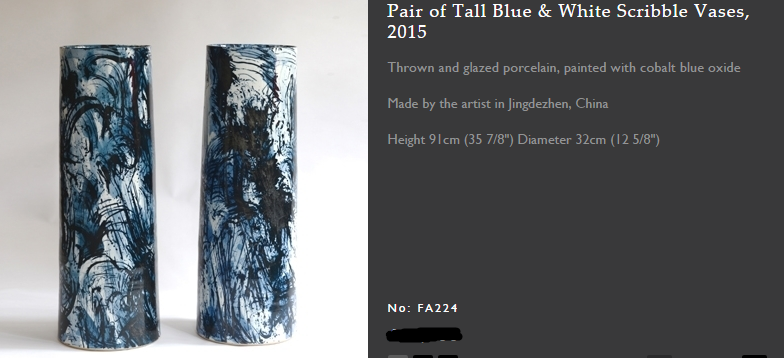 Pair of Tall Blue & White Scribble Vases,
2015
Thrown and glazed porcelain, painted with cobalt blue oxide
Made by the artist in Jingdezhen, China
Height 91cm (35 7/8") Diameter 32cm (12 5/8")
No: FA224